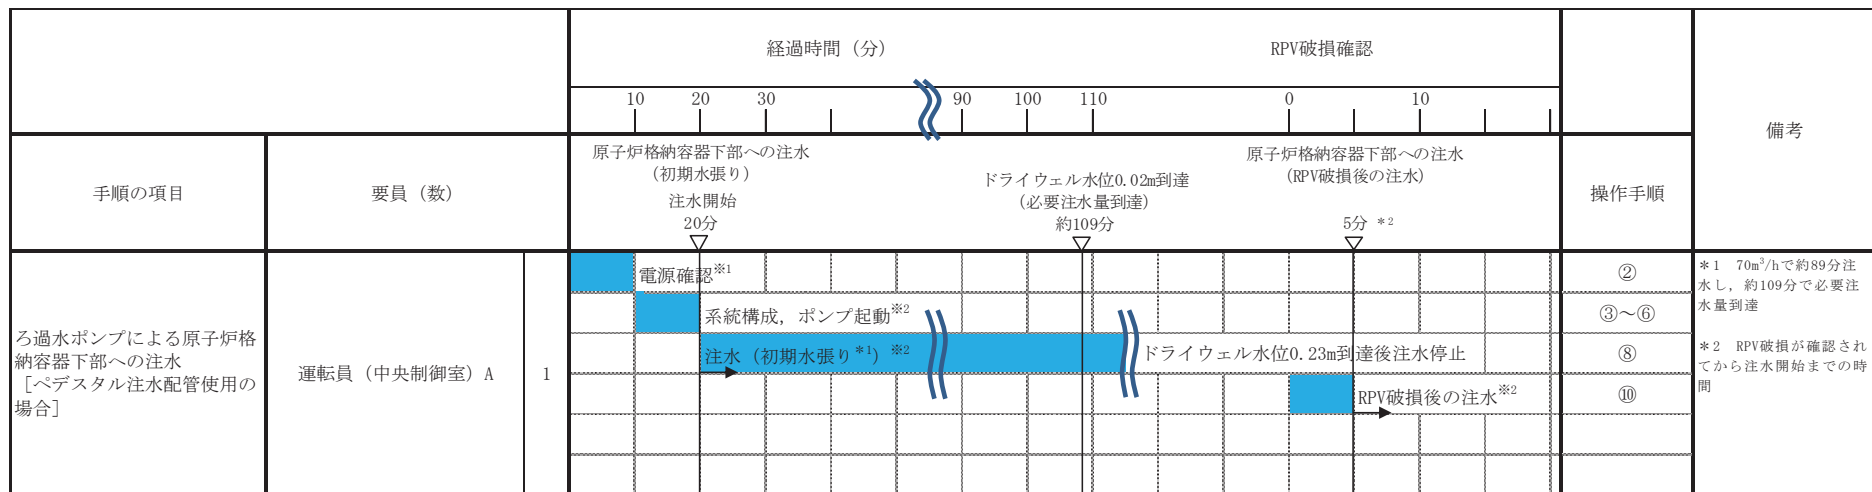 経過時間（分）
RPV破損確認
10 20 30 90 100 110 0 10
備考
手順の項目
要員（数）
原子炉格納容器下部への注水
（初期水張り）
注水開始
20分
ドライウェル水位0.02m到達
（必要注水量到達）
約109分
原子炉格納容器下部への注水
（RPV破損後の注水）
5分 ＊2
操作手順
ろ過水ポンプによる原子炉格
納容器下部への注水
［ペデスタル注水配管使用の
場合］
運転員（中央制御室）A
1
電源確認※1
②
系統構成，ポンプ起動※2
③～⑥
注水（初期水張り＊1）※2
ドライウェル水位0.23m到達後注水停止
⑧
RPV破損後の注水※2
⑩
＊1 70m³/hで約89分注
水し，約109分で必要注
水量到達
＊2 RPV破損が確認され
てから注水開始までの時
間